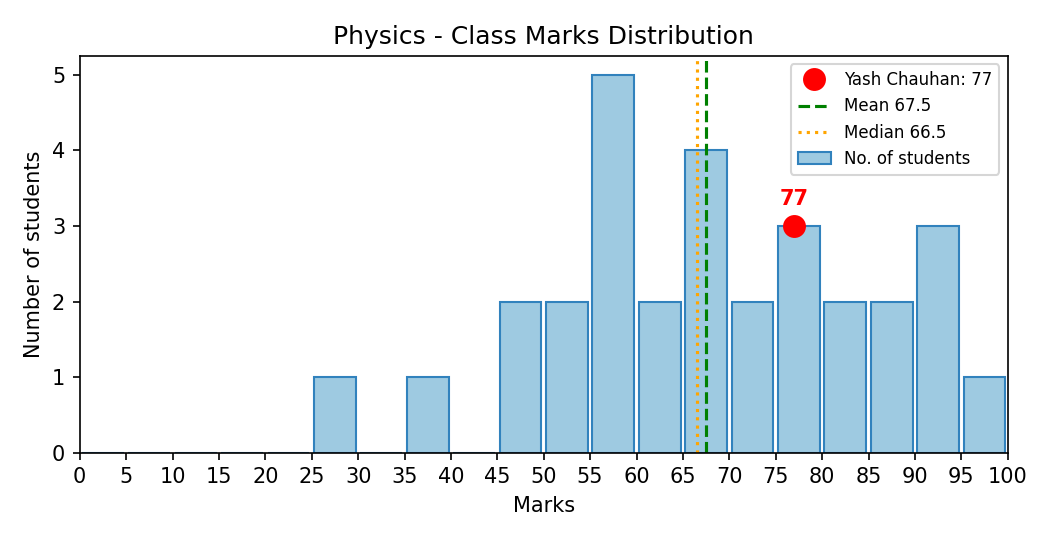 Physics - Class Marks Distribution
Number of students
5
4
3
2
1
0
Yash Chauhan: 77
Mean 67.5
Median 66.5
No. of students
77
0 5 10 15 20 25 30 35 40 45 50 55 60 65 70 75 80 85 90 95 100
Marks